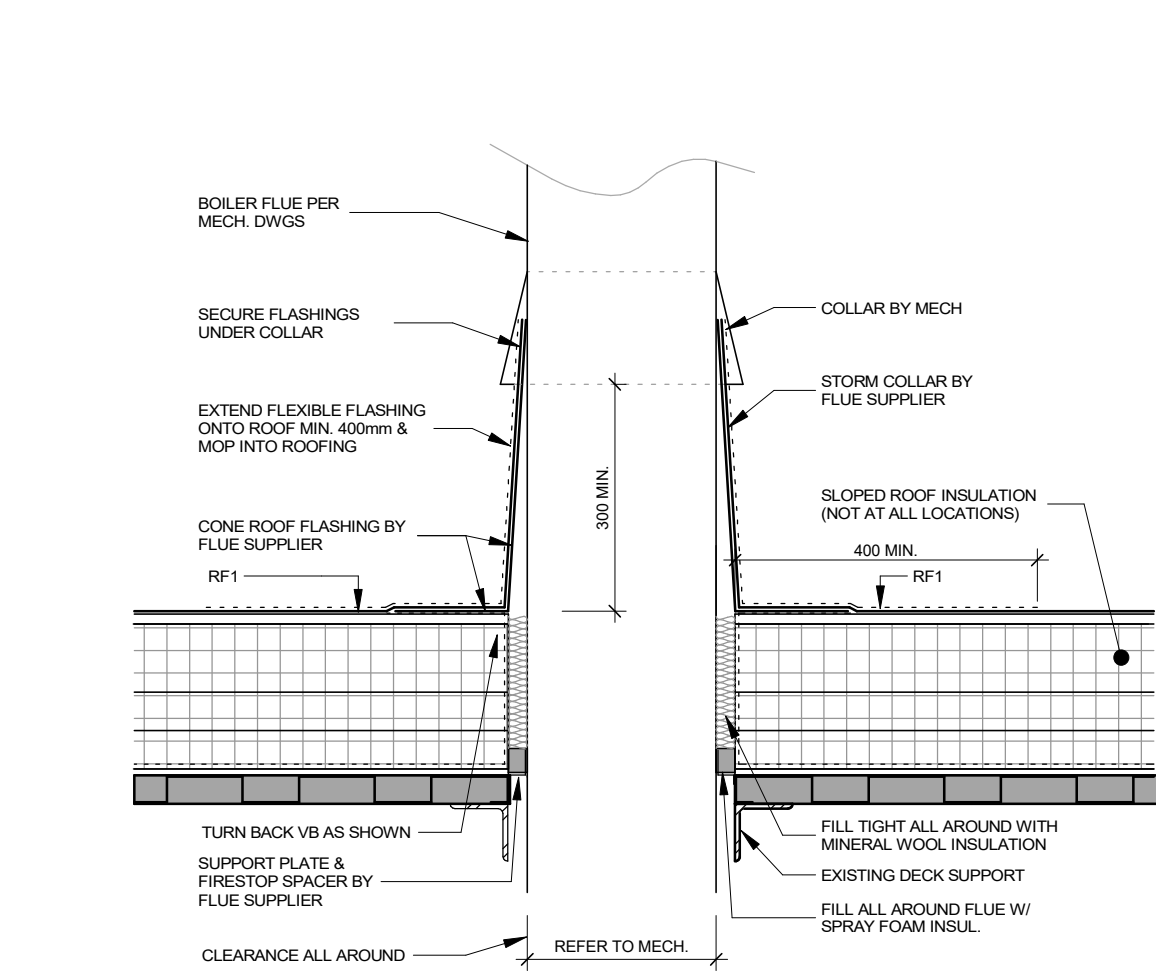 BOILER FLUE PER
MECH. DWGS
SECURE FLASHINGS
UNDER COLLAR
EXTEND FLEXIBLE FLASHING
ONTO ROOF MIN. 400mm &
MOP INTO ROOFING
CONE ROOF FLASHING BY
FLUE SUPPLIER
RF1
COLLAR BY MECH
STORM COLLAR BY
FLUE SUPPLIER
300 MIN.
SLOPED ROOF INSULATION
(NOT AT ALL LOCATIONS)
400 MIN.
RF1
TURN BACK VB AS SHOWN
SUPPORT PLATE &
FIRESTOP SPACER BY
FLUE SUPPLIER
CLEARANCE ALL AROUND
REFER TO MECH.
FILL TIGHT ALL AROUND WITH
MINERAL WOOL INSULATION
EXISTING DECK SUPPORT
FILL ALL AROUND FLUE W/
SPRAY FOAM INSUL.